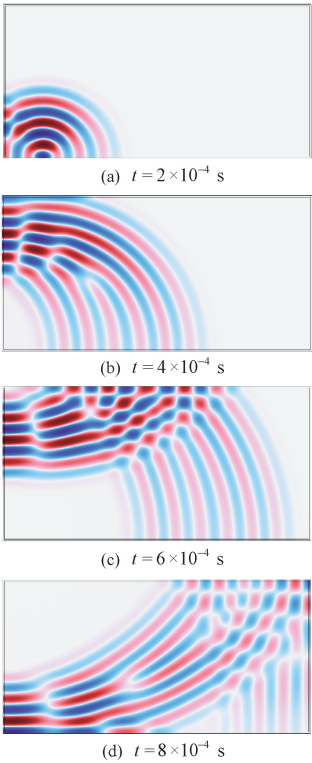 (a) t = 2 ×10⁻⁴ s
(b) t = 4 ×10⁻⁴ s
(c) t = 6 ×10⁻⁴ s
(d) t = 8 ×10⁻⁴ s